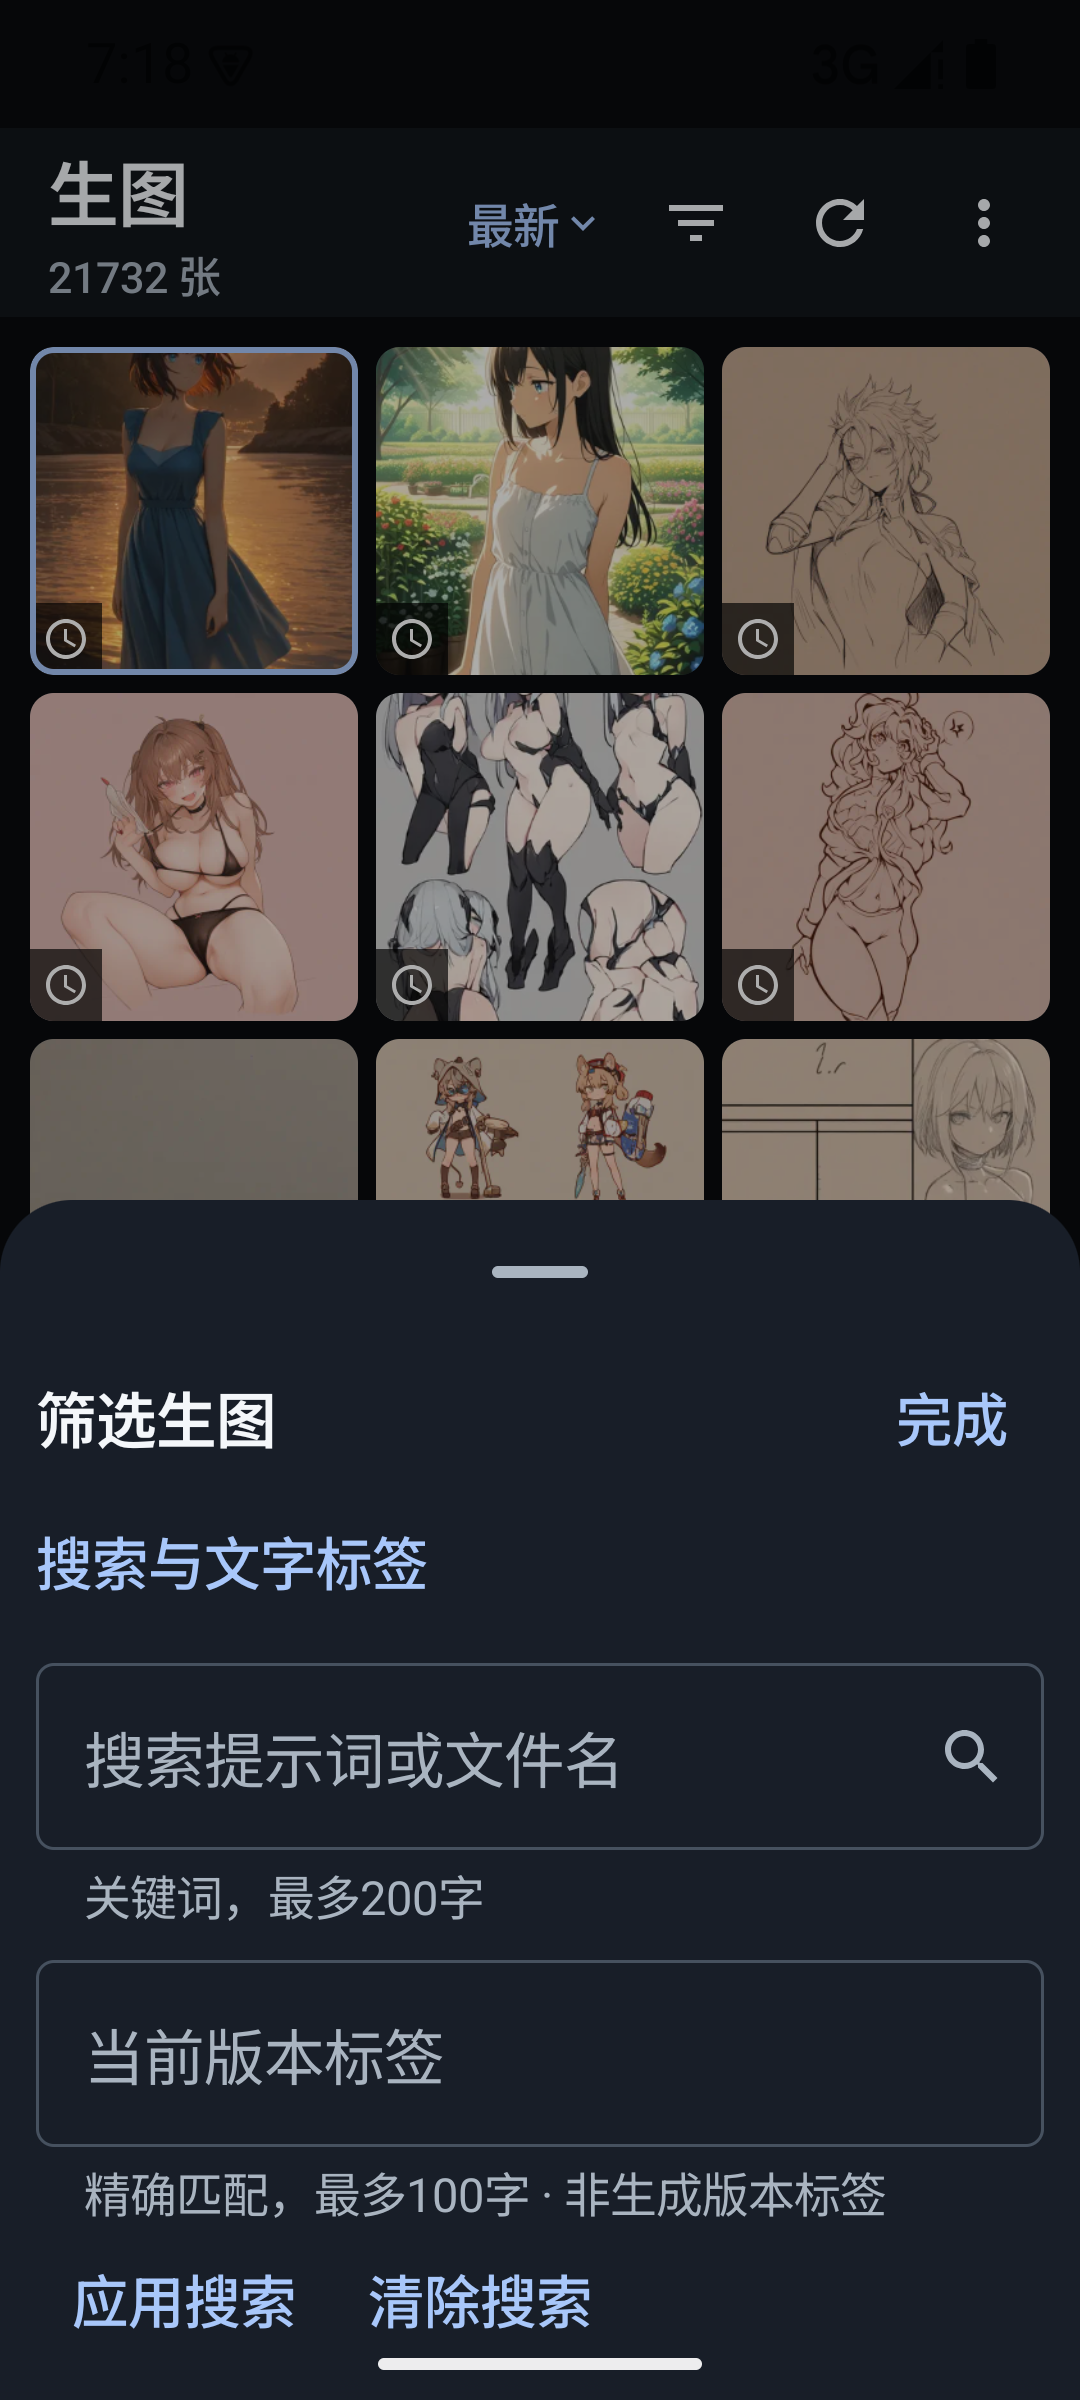 7:18
3G
生图
21732 张
最新
1.r
筛选生图
完成
搜索与文字标签
搜索提示词或文件名
关键词，最多200字
当前版本标签
精确匹配，最多100字 · 非生成版本标签
应用搜索
清除搜索